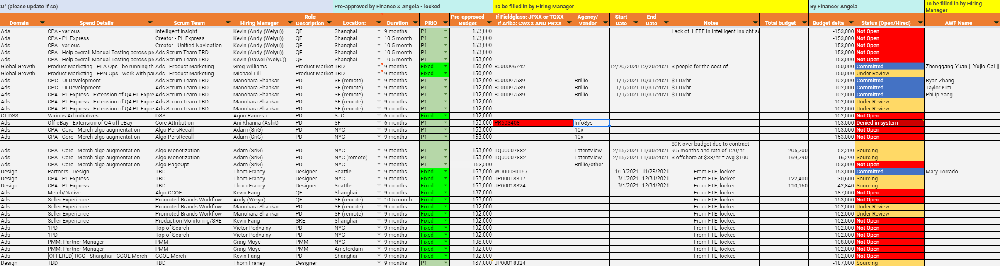 BD" (please update if so) Pre-approved by Finance & Angela - locked To be filled in by Hiring Manager By Finance/ Angela To be filled in by Hiring Manager
Domain Spend Details Scrum Team Hiring Manager Role Description Location: Duration PRIO Pre-approved Budget If Fieldglass: JPXX or TQXX If Ariba: CWXX AND PRXX Agency/ Vendor Start Date End Date Notes Total budget Budget delta Status (Open/Hired) AWF Name
Ads CPA - various Intelligent Insight Kevin (Andy (Weiyu)) QE Shanghai 9 months P1 153,000 Lack of 1 FTE in Intelligent Insight sc -153,000 Not Open
Ads CPA - PL Express Creator - PL Express Kevin (Andy (Weiyu)) QE Shanghai 10.5 month P1 153,000 -153,000 Not Open
Ads CPA - various Creator - Unified Navigation Kevin (Andy (Weiyu)) QE Shanghai 10.5 month P1 153,000 -153,000 Not Open
Ads CPA - Help overall Manual Testing across pr Ads Scrum Team TBD Kevin (Andy (Weiyu)) QE Shanghai 10.5 month P1 153,000 -153,000 Not Open
Ads CPA - Help overall Manual Testing across pr Ads Scrum Team TBD Kevin (Dawei (Weiyu)) QE Shanghai 10.5 month P1 153,000 -153,000 Not Open
Global Growth Product Marketing - PLA Ops - be running th Ads - Product Marketing Greg Williams Product Market TBD 9 months Fixed 150,000 8000096742 12/20/2020 12/20/2021 3 people for the cost of 1 -150,000 Committed Zhenggang Yuan || Yujie Cai ||
Global Growth Product Marketing - EPN Ops - work with pa Ads - Product Marketing Michael Lill Product Market TBD 9 months Fixed 150,000 -150,000 Under Review
Ads CPC - UI Development Ads Scrum Team TBD Manohara Shankar PD SF (remote) 9 months P1 102,000 8000097539 Brillio 1/1/2021 10/31/2021 $110/hr -102,000 Committed Ryan Zhang
Ads CPC - UI Development Ads Scrum Team TBD Manohara Shankar PD SF (remote) 9 months P1 102,000 8000097539 Brillio 1/1/2021 10/31/2021 $110/hr -102,000 Committed Taylor Kim
Ads CPA - PL Express - Extension of Q4 PL Expre Ads Scrum Team TBD Manohara Shankar PD SF (remote) 9 months P1 102,000 8000097539 Brillio 1/1/2021 10/31/2021 $110/hr -102,000 Committed Philip Yang
Ads CPA - PL Express - Extension of Q4 PL Expre Ads Scrum Team TBD Manohara Shankar PD SF (remote) 9 months P1 102,000 -102,000 Under Review
Ads CPA - PL Express - Extension of Q4 PL Expre Ads Scrum Team TBD Manohara Shankar PD SF (remote) 9 months P1 102,000 -102,000 Under Review
CT-DSS Various Ad initiatives DSS Arjun Ramesh PD SJC 6 months Fixed 102,000 -102,000 Not Open
Ads Off-eBay - Extension of Q4 off eBay Core Attribution Ani Khanna (Ashit) PD SF 6 months P1 153,000 PR603408 InfoSys -153,000 Denied in system
Ads CPA - Core - Merch algo augmentation Algo-PersRecall Adam (SriG) PD NYC 9 months P1 153,000 10x -153,000 Not Open
Ads CPA - Core - Merch algo augmentation Algo-PersRecall Adam (SriG) PD NYC 9 months P1 153,000 10x -153,000 Not Open
Ads CPA - Core - Merch algo augmentation Algo-Monetization Adam (SriG) PD NYC 9 months P1 153,000 TQ00007882 LatentView 2/15/2021 11/30/2021 89K over budget due to contract = 9.5 months and rate of 120/hr 205,200 52,200 Sourcing
Ads CPA - Core - Merch algo augmentation Algo-Monetization Adam (SriG) PD NYC (remote) 9 months P1 153,000 TQ00007882 LatentView 2/15/2021 11/30/2021 3 offshore at $33/hr = avg $100 169,290 16,290 Sourcing
Ads CPA - Core - Merch algo augmentation Algo-PageOpt Adam (SriG) PD NYC 9 months P1 153,000 Brillio/other -153,000 Not Open
Design Partners - Design TBD Thom Franey Designer Seattle 9 months Fixed 153,000 WO00030167 1/13/2021 11/29/2021 From FTE, locked -153,000 Committed Mary Torrado
Design CPA - PL Express TBD Thom Franey Designer NYC 9 months Fixed 153,000 JP00018317 3/1/2021 12/31/2021 From FTE, locked 122,400 -30,600 Sourcing
Design CPA - PL Express TBD Thom Franey Designer Seattle 9 months Fixed 153,000 JP00018324 3/1/2021 12/31/2021 From FTE, locked 110,160 -42,840 Sourcing
Ads Merch/Native Algo-CCOE Kevin Fang QE Shanghai 9 months Fixed 187,000 From FTE, locked -187,000 Not Open
Ads Seller Experience Promoted Brands Workflow Andy (Weiyu) QE SF (remote) 10.5 month Fixed 153,000 From FTE, locked -153,000 Not Open
Ads Seller Experience Promoted Brands Workflow Manohara Shankar PD SF (remote) 9 months Fixed 102,000 From FTE, locked -102,000 Under Review
Ads Seller Experience Promoted Brands Workflow Manohara Shankar PD SF (remote) 9 months Fixed 102,000 From FTE, locked -102,000 Under Review
Ads Seller Experience Production Monitoring/SRE Kevin Fang SRE Shanghai 9 months Fixed 102,000 From FTE, locked -102,000 Not Open
Ads 1PD Top of Search Victor Podvalny PD NYC 9 months Fixed 102,000 From FTE, locked -102,000 Not Open
Ads 1PD Top of Search Victor Podvalny PD NYC 9 months Fixed 102,000 From FTE, locked -102,000 Not Open
Ads PMM: Partner Manager PMM Craig Moye PMM NYC 9 months Fixed 108,000 From FTE, locked -108,000 Not Open
Ads PMM: Partner Manager PMM Craig Moye PMM Amsterdam 9 months Fixed 102,000 From FTE, locked -102,000 Not Open
Ads [OFFERED] RCG - Shanghai - CCOE Merch CCOE Merch Kevin Fang PD Shanghai 9 months Fixed 102,000 From FTE, locked -102,000 Not Open
Design TBD TBD Thom Franey Designer 9 months P1 187,000 JP00018324 -187,000 Sourcing